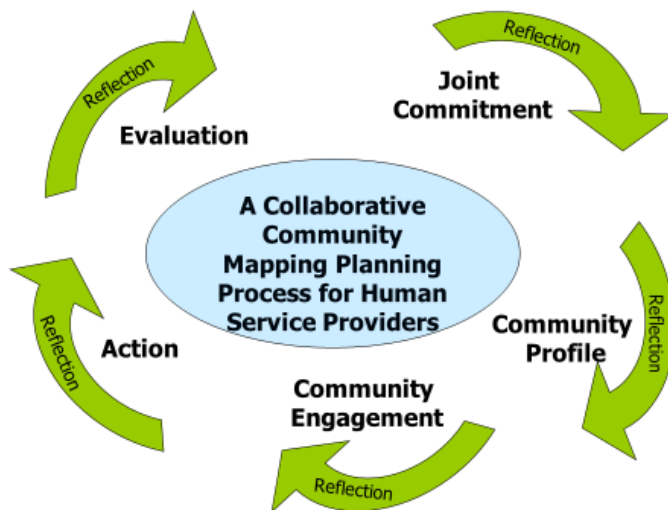 Reflection
Joint
Commitment
Reflection
Evaluation
A Collaborative
Community
Mapping Planning
Process for Human
Service Providers
Community
Profile
Reflection
Reflection
Action
Community
Engagement
Reflection